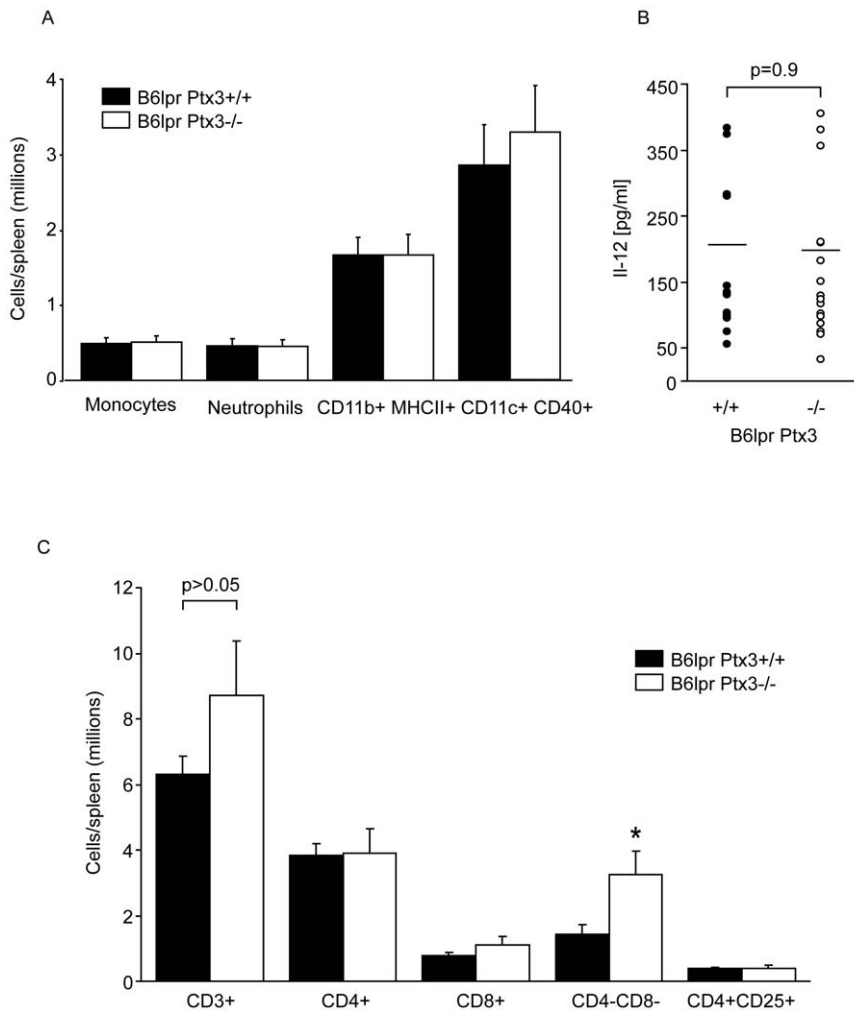 A
Cells/spleen (millions)
4
3
2
1
0
B6lpr Ptx3+/+
B6lpr Ptx3-/-
Monocytes
Neutrophils
CD11b+ MHCII+
CD11c+ CD40+
B
p=0.9
Il-12 [pg/ml]
450
350
250
150
50
0
+/+
-/-
B6lpr Ptx3
C
p>0.05
Cells/spleen (millions)
12
10
8
6
4
2
0
B6lpr Ptx3+/+
B6lpr Ptx3-/-
*
CD3+
CD4+
CD8+
CD4-CD8-
CD4+CD25+